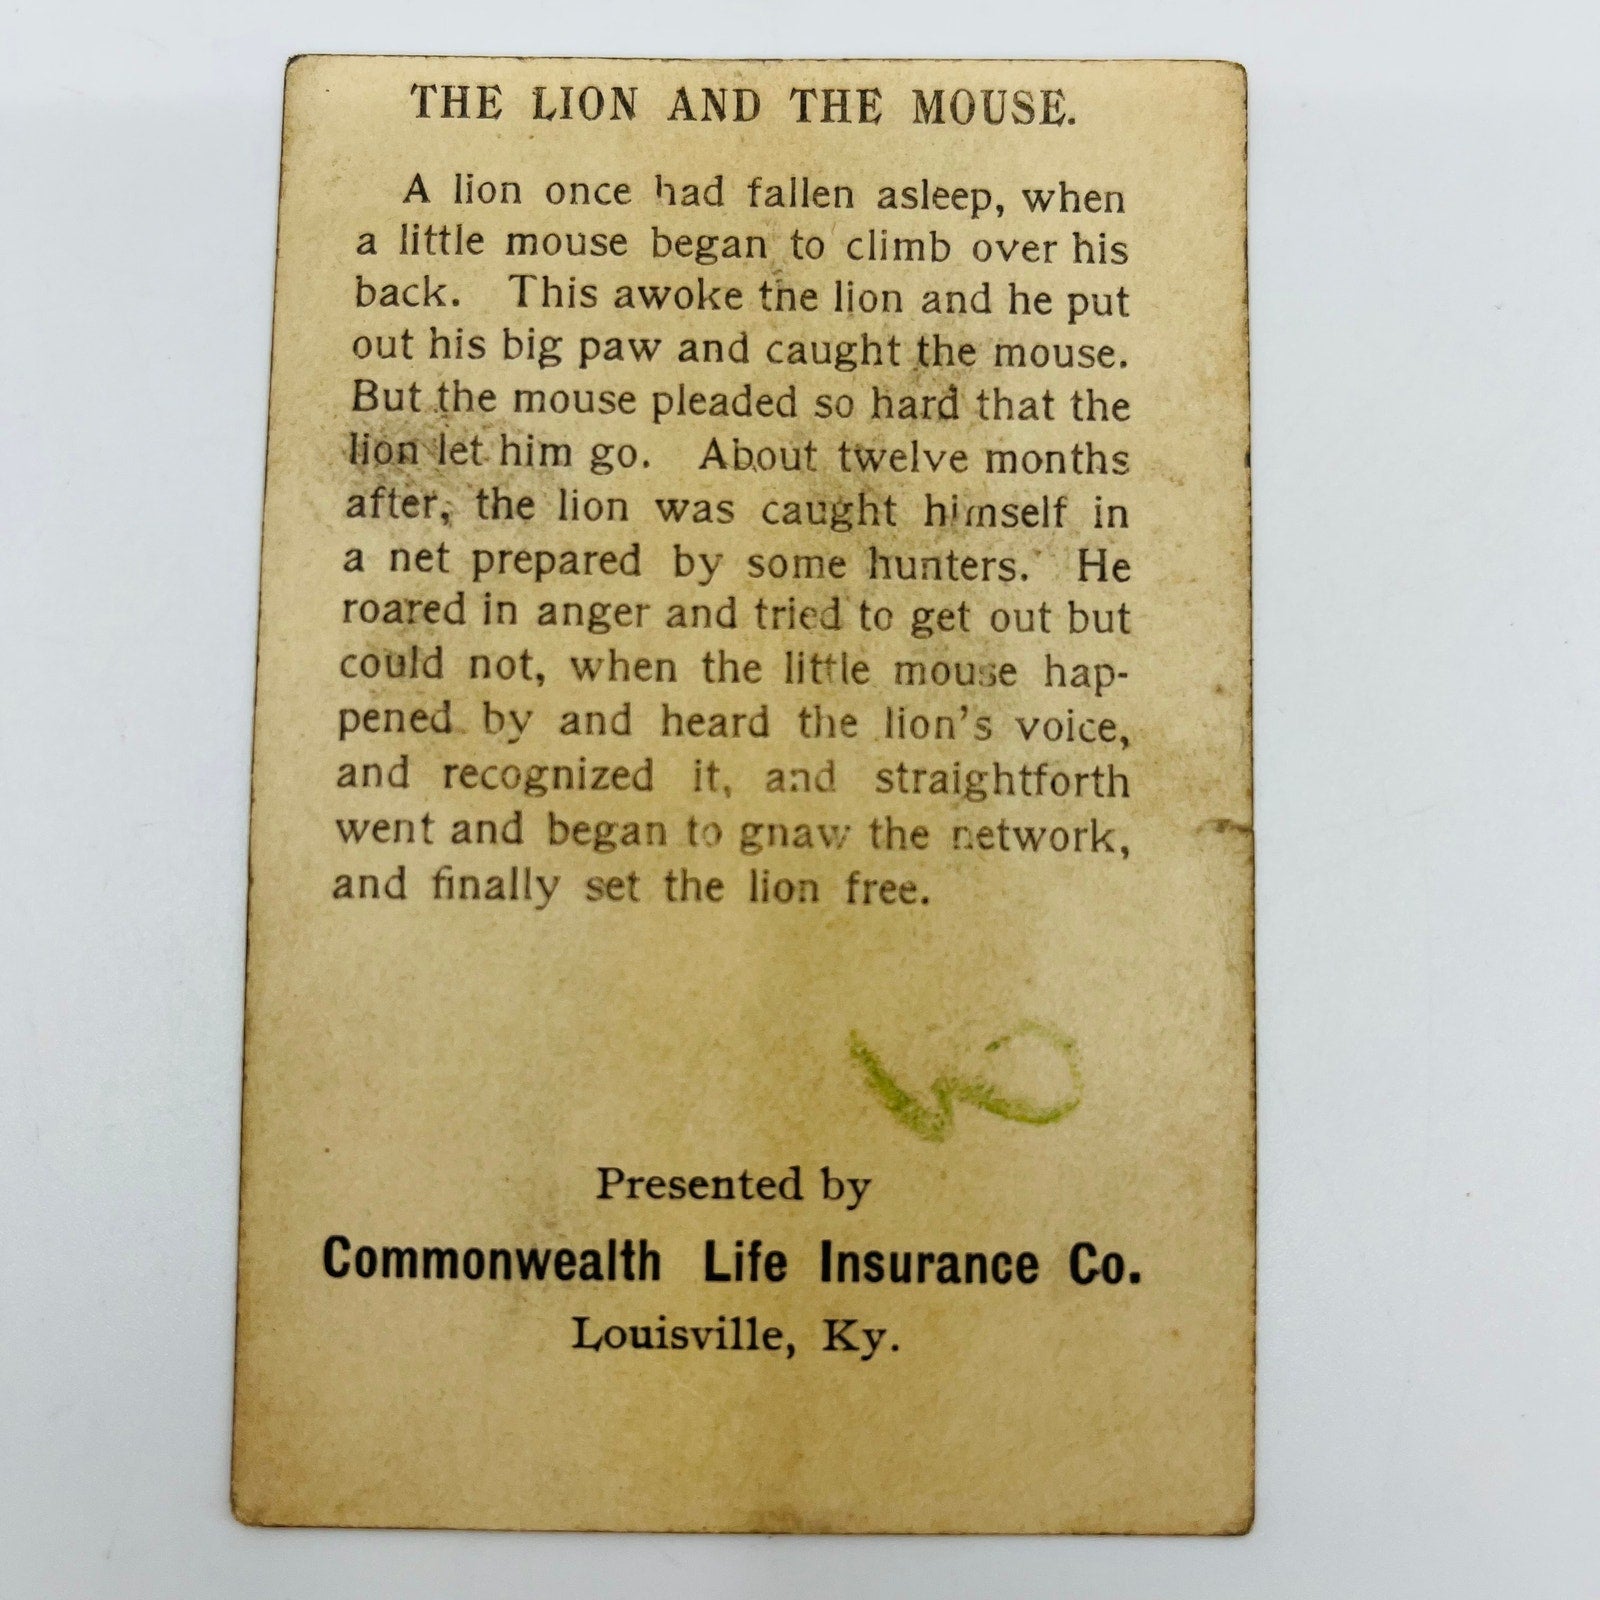 THE LION AND THE MOUSE.
A lion once had fallen asleep, when
a little mouse began to climb over his
back. This awoke the lion and he put
out his big paw and caught the mouse.
But the mouse pleaded so hard that the
lion let him go. About twelve months
after, the lion was caught himself in
a net prepared by some hunters. He
roared in anger and tried to get out but
could not, when the little mouse hap-
pened by and heard the lion's voice,
and recognized it, and straightforth
went and began to gnaw the network,
and finally set the lion free.
Presented by
Commonwealth Life Insurance Co.
Louisville, Ky.